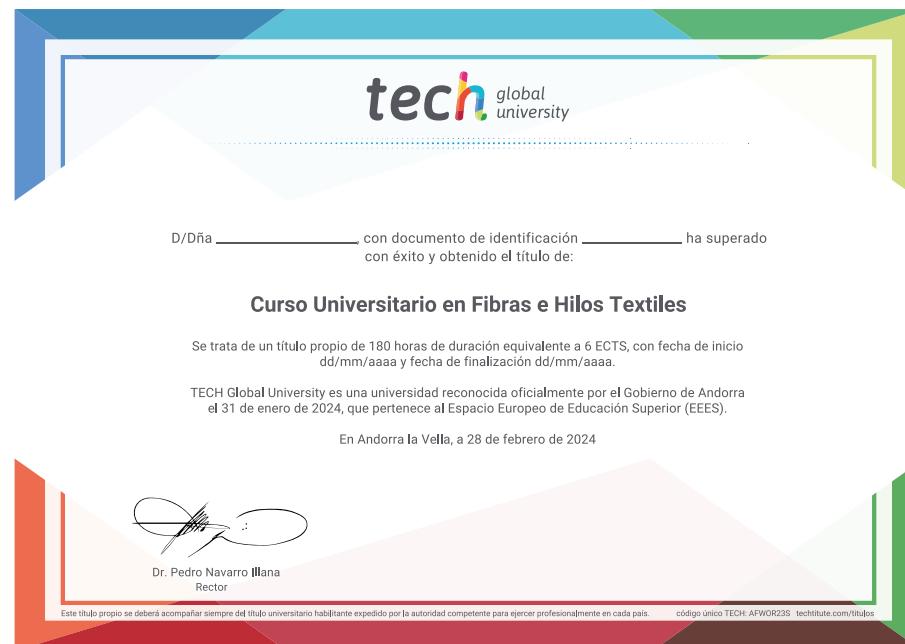 tech global
university
D/Dña ____________________, con documento de identificación ______________ ha superado
con éxito y obtenido el título de:
Curso Universitario en Fibras e Hilos Textiles
Se trata de un título propio de 180 horas de duración equivalente a 6 ECTS, con fecha de inicio
dd/mm/aaaa y fecha de finalización dd/mm/aaaa.
TECH Global University es una universidad reconocida oficialmente por el Gobierno de Andorra
el 31 de enero de 2024, que pertenece al Espacio Europeo de Educación Superior (EEES).
En Andorra la Vella, a 28 de febrero de 2024
Dr. Pedro Navarro Illana
Rector
Este título propio se deberá acompañar siempre del título universitario habilitante expedido por la autoridad competente para ejercer profesionalmente en cada país. código único TECH: AFWOR23S techtitute.com/titulos